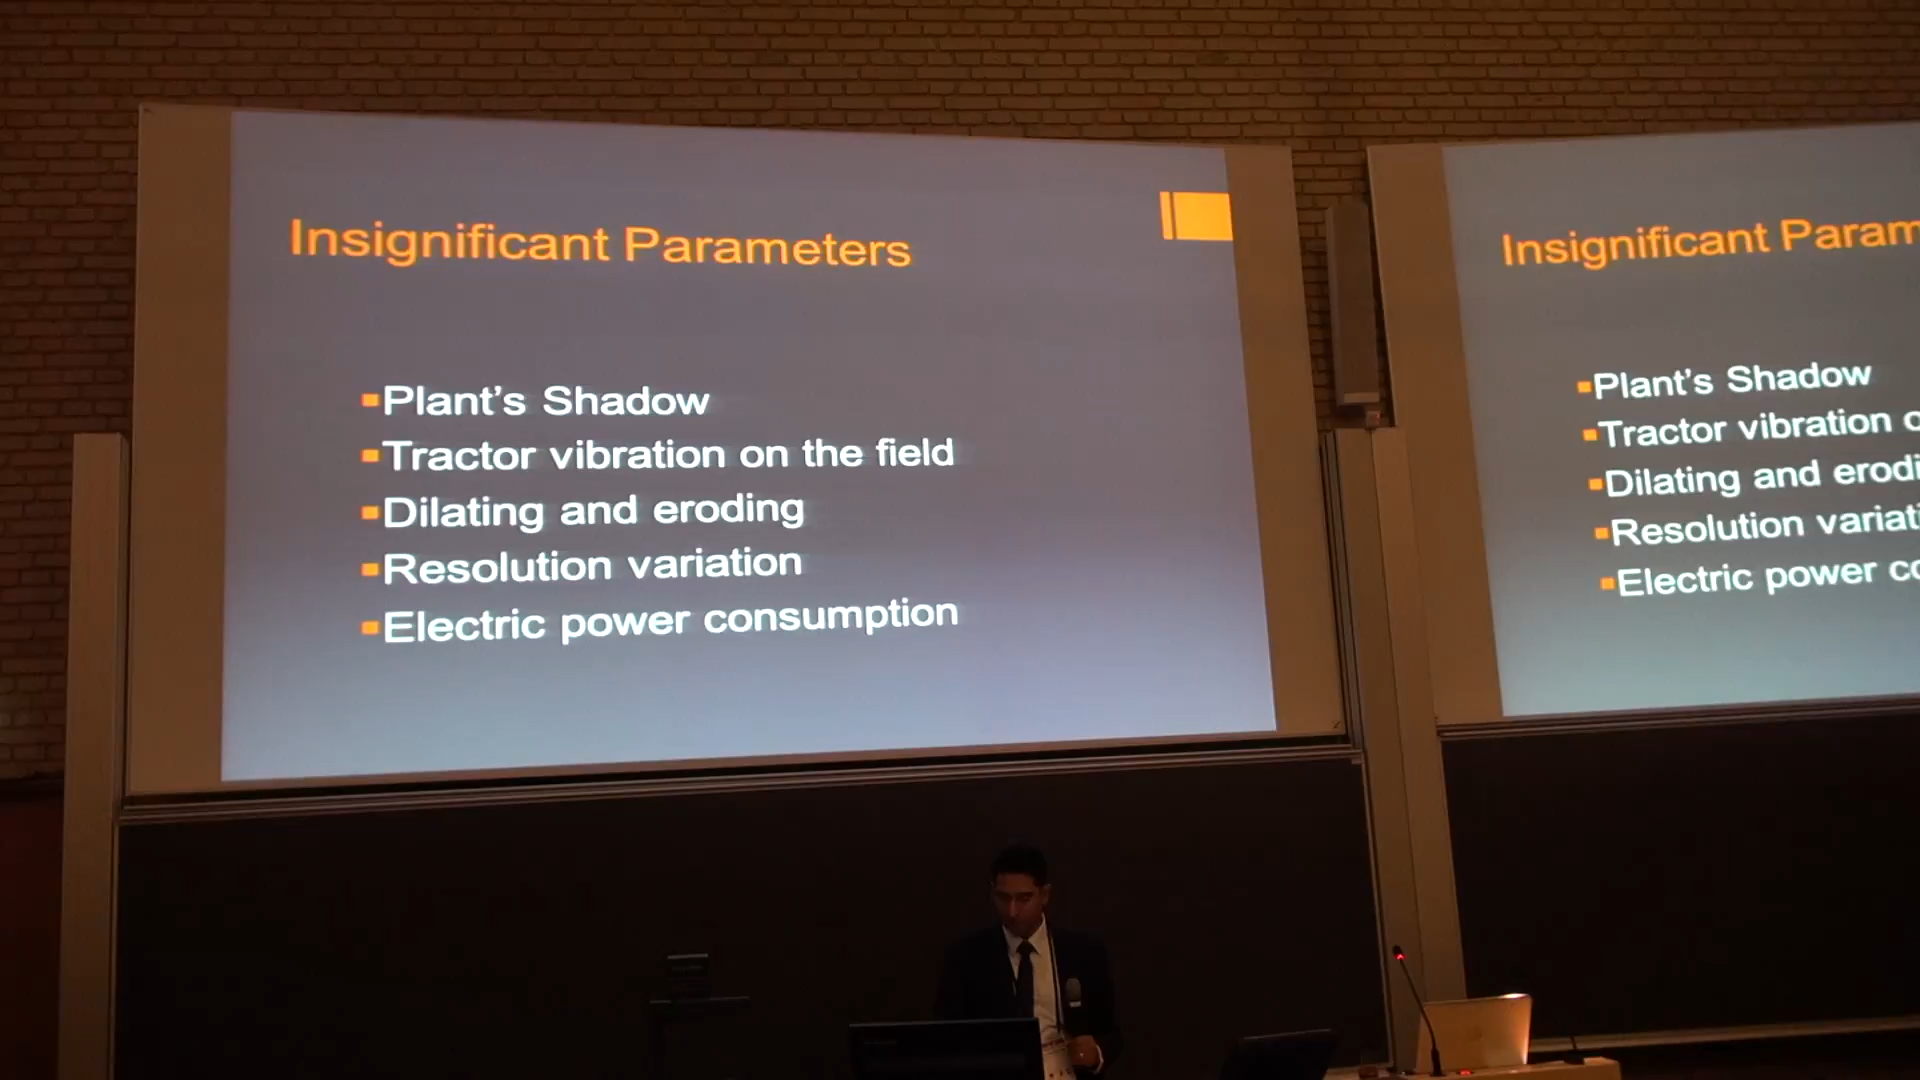 Insignificant Parameters
Plant's Shadow
Tractor vibration on the field
Dilating and eroding
Resolution variation
Electric power consumption
Insignificant Param
Plant's Shadow
Tractor vibration o
Dilating and erodi
Resolution variati
Electric power co